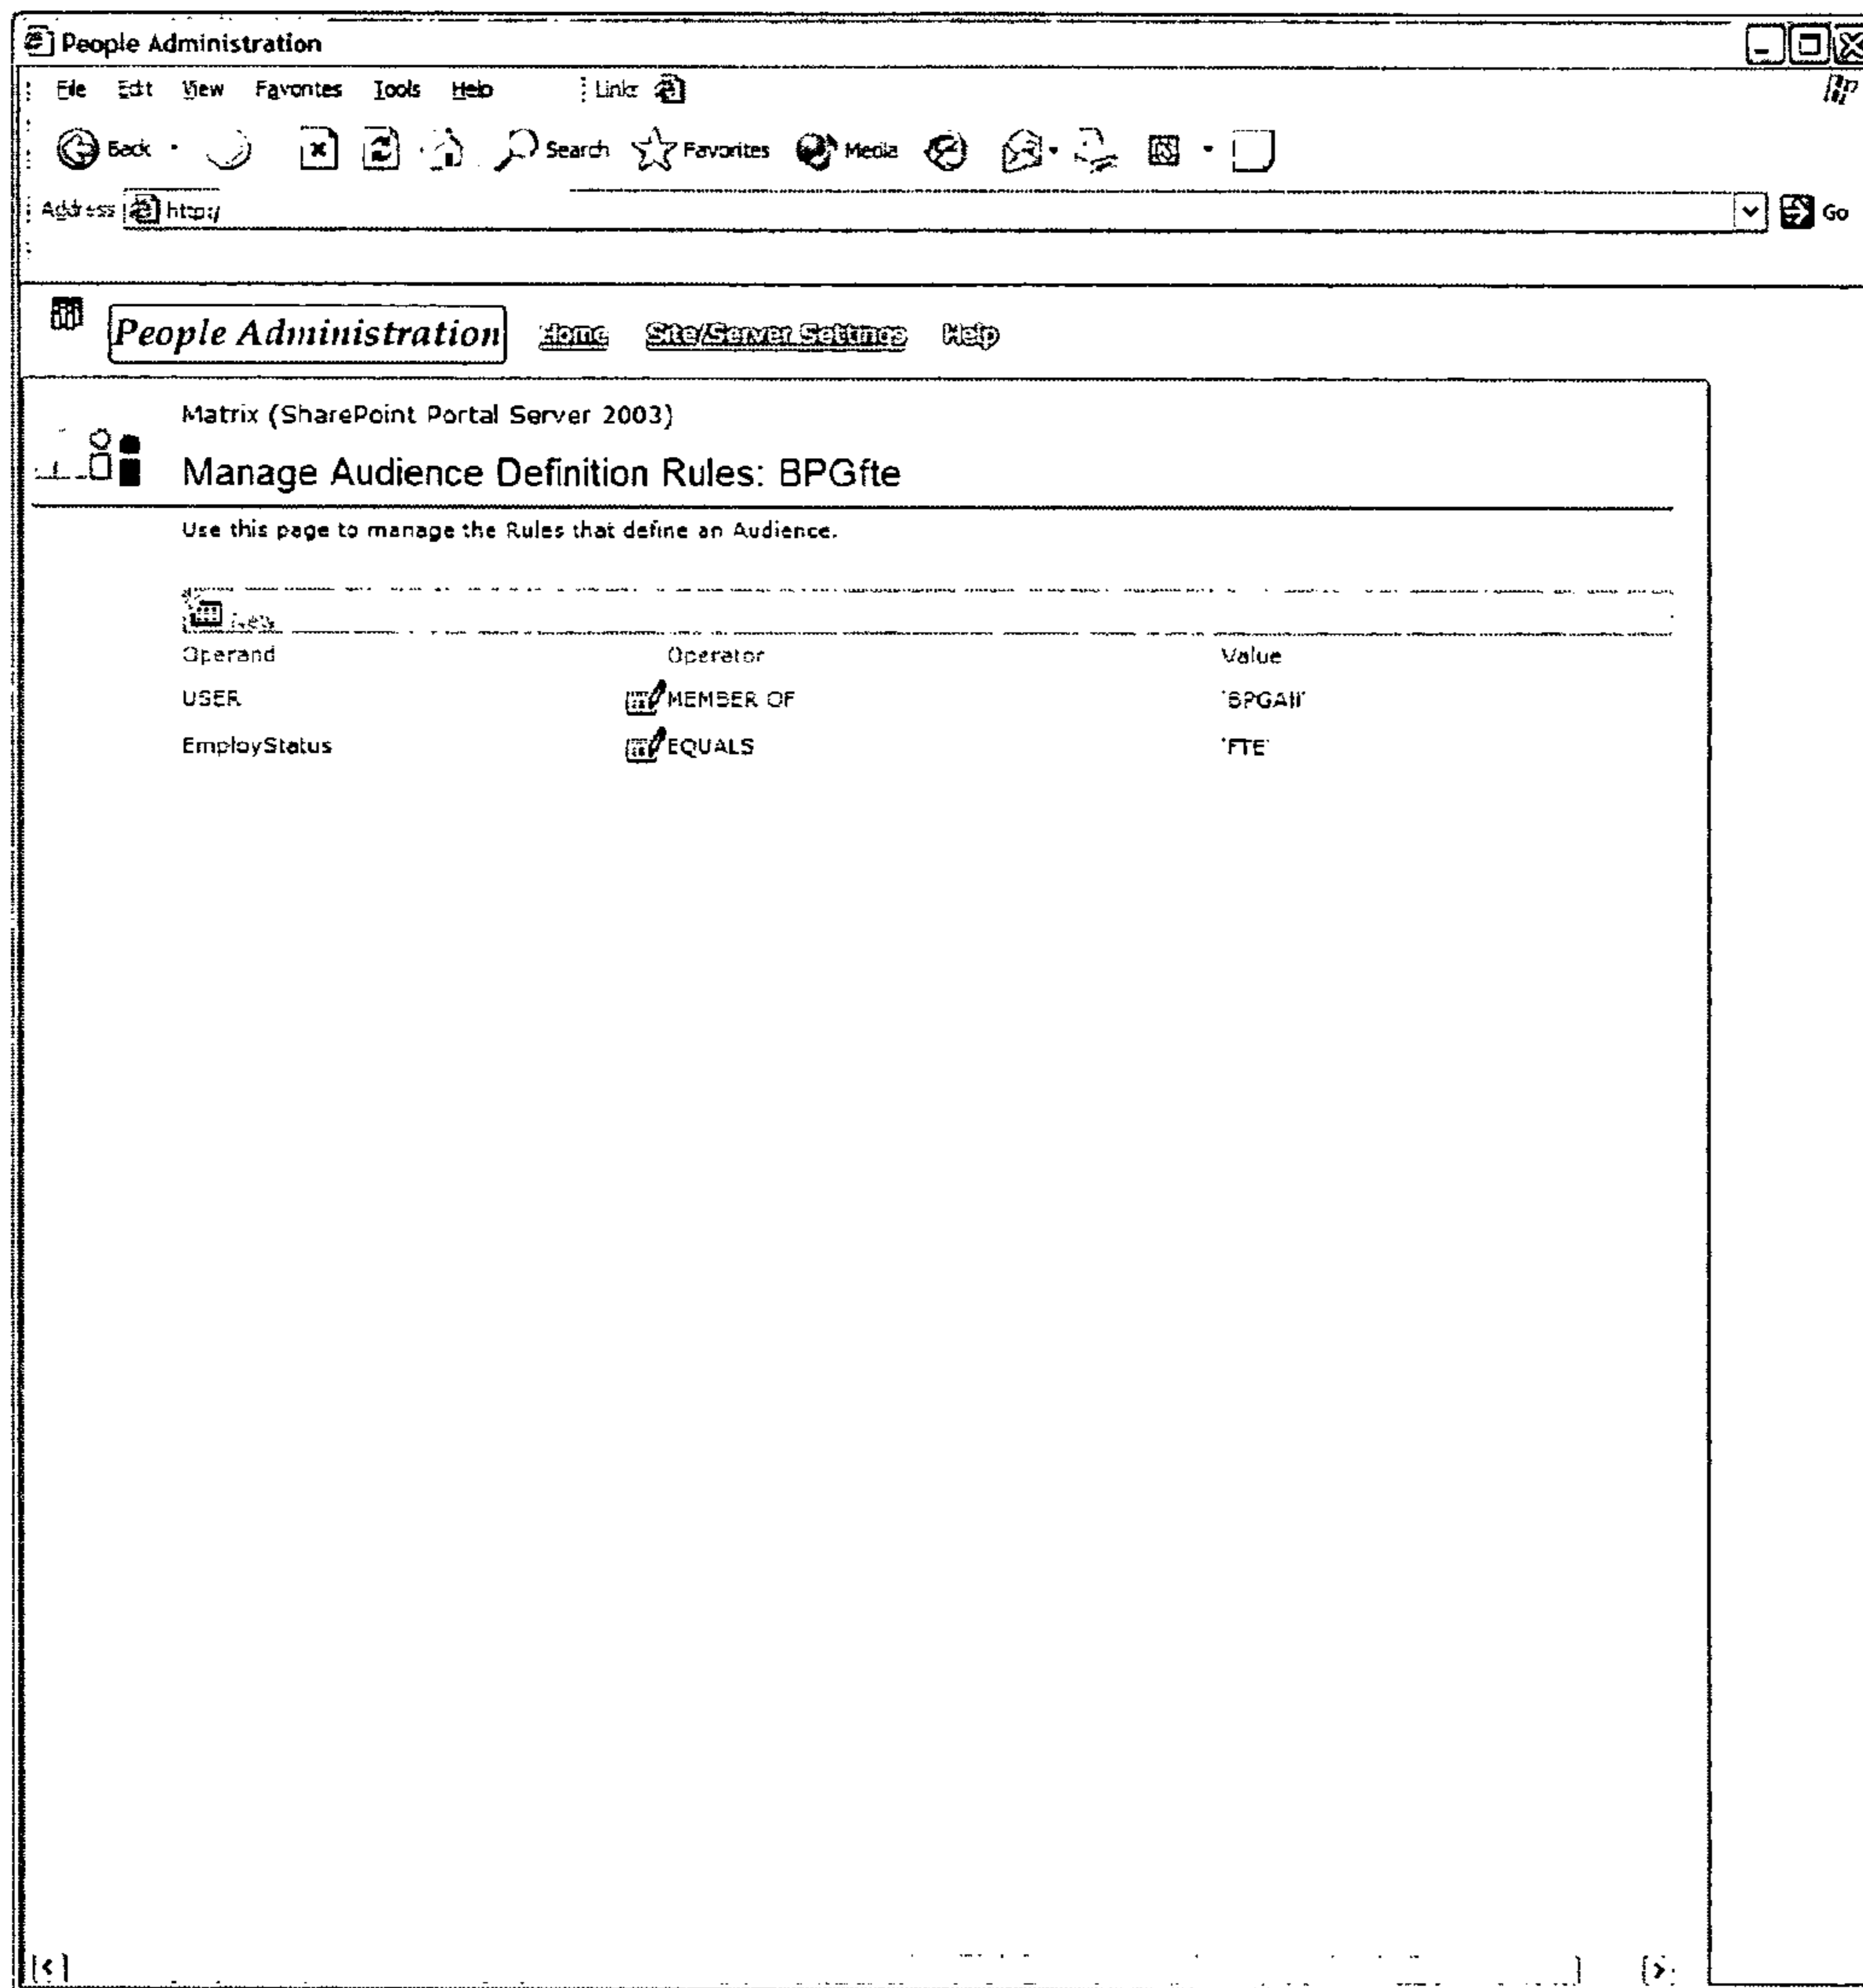 People Administration
File Edit View Favorites Tools Help Links
Back Search Favorites Media
Address http:// Go
People Administration Home Site/Server Settings Help
Matrix (SharePoint Portal Server 2003)
Manage Audience Definition Rules: BPGfte
Use this page to manage the Rules that define an Audience.
New
Operand Operator Value
USER MEMBER OF 'BPGAll'
EmployStatus EQUALS 'FTE'